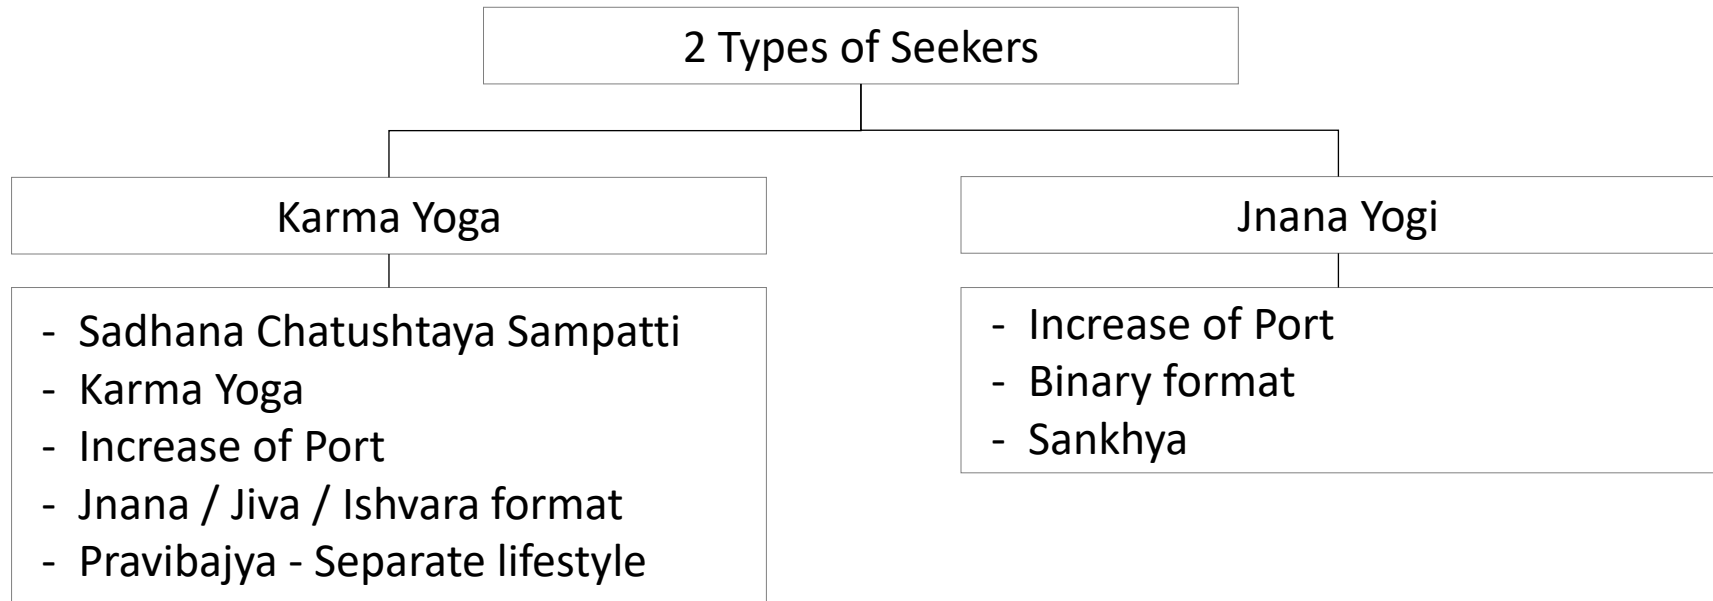 2 Types of Seekers
Karma Yoga
- Sadhana Chatushtaya Sampatti
- Karma Yoga
- Increase of Port
- Jnana / Jiva / Ishvara format
- Pravibajya - Separate lifestyle
Jnana Yogi
- Increase of Port
- Binary format
- Sankhya